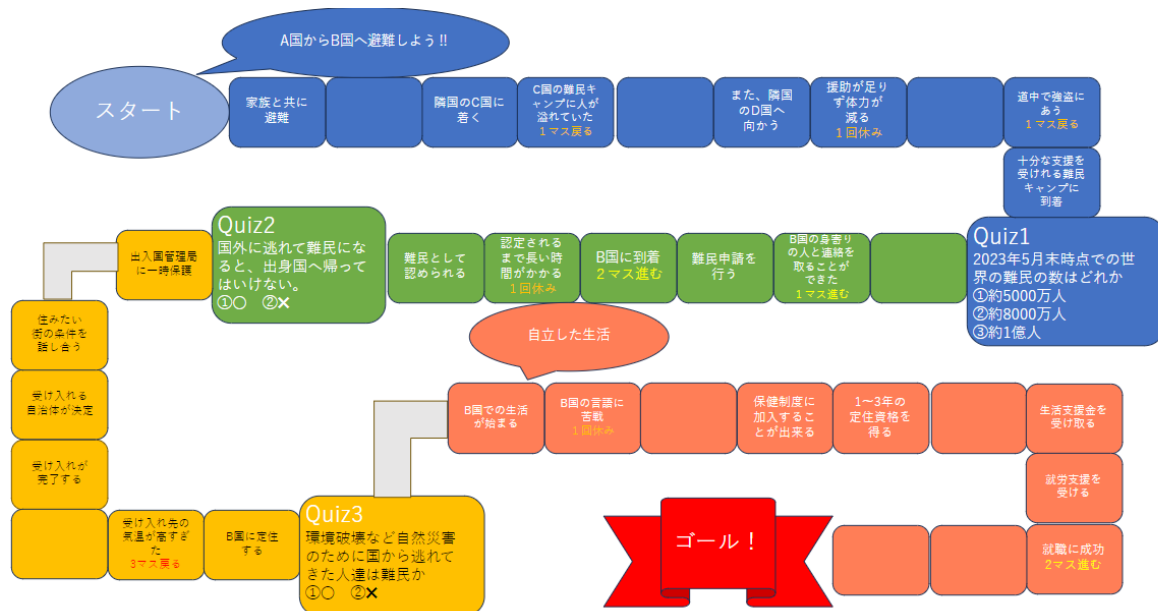 A国からB国へ避難しよう!!
スタート
家族と共に
避難
隣国のC国に
着く
C国の難民キ
ャンプに人が
溢れていた
1マス戻る
また、隣国
のD国へ
向かう
援助が足り
ず体力が
減る
1回休み
道中で強盗に
あう
1マス戻る
十分な支援を
受けれる難民
キャンプに
到着
Quiz1
2023年5月末時点での世
界の難民の数はどれか
①約5000万人
②約8000万人
③約1億人
B国の身寄り
の人と連絡を
取ることが
できた
1マス進む
難民申請を
行う
B国に到着
2マス進む
認定される
まで長い時
間がかかる
1回休み
難民として
認められる
Quiz2
国外に逃れて難民にな
ると、出身国へ帰って
はいけない。
①○ ②✕
出入国管理局
に一時保護
住みたい
街の条件を
話し合う
受け入れる
自治体が決定
受け入れが
完了する
受け入れ先の
気温が高すぎ
た
3マス戻る
B国に定住
する
Quiz3
環境破壊など自然災害
のために国から逃れて
きた人達は難民か
①○ ②✕
自立した生活
B国での生活
が始まる
B国の言語に
苦戦
1回休み
保健制度に
加入するこ
とが出来る
1〜3年の
定住資格を
得る
生活支援金を
受け取る
就労支援を
受ける
就職に成功
2マス進む
ゴール!